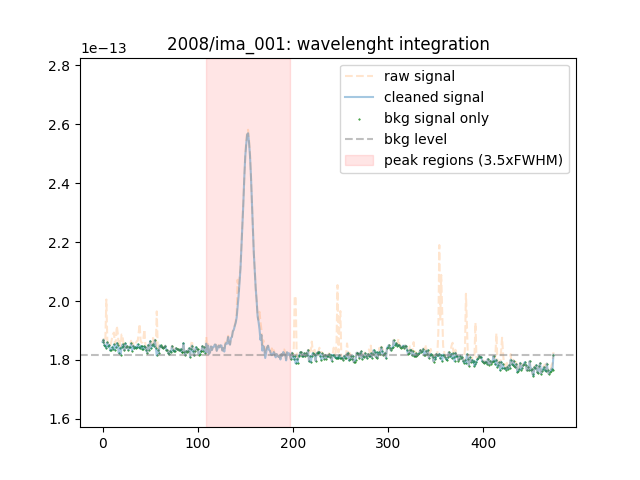 2008/ima_001: wavelenght integration
1e−13
2.8
2.6
2.4
2.2
2.0
1.8
1.6
0
100
200
300
400
raw signal
cleaned signal
bkg signal only
bkg level
peak regions (3.5xFWHM)